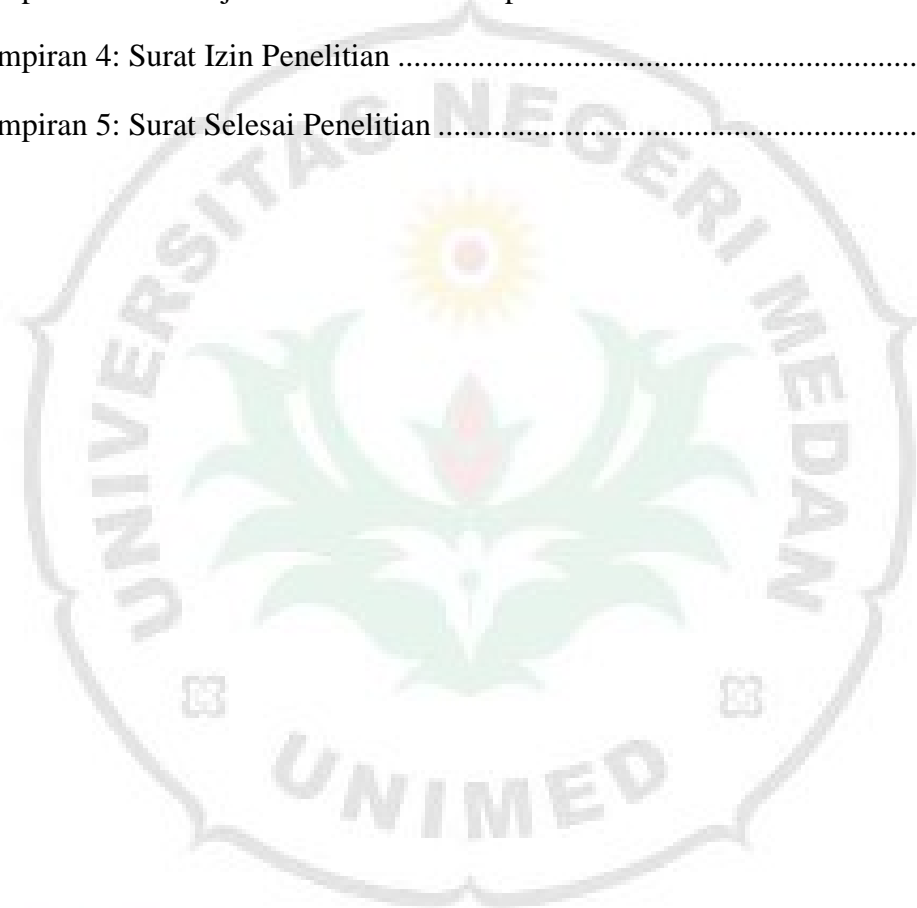 mpiran 4: Surat Izin Penelitian ..................................................................
mpiran 5: Surat Selesai Penelitian .............................................................
UNIVERSITAS NEGERI MEDAN
UNIMED